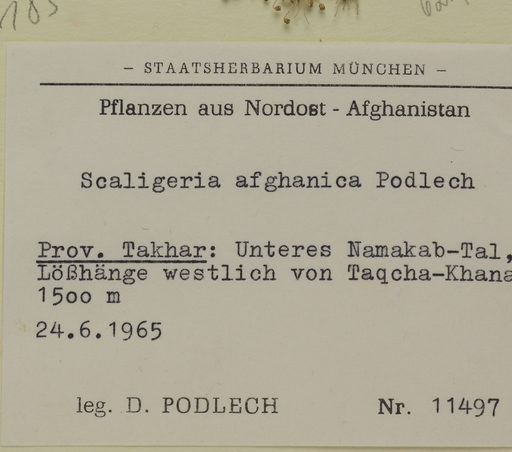 - STAATSHERBARIUM MÜNCHEN -
Pflanzen aus Nordost - Afghanistan
Scaligeria afghanica Podlech
Prov. Takhar: Unteres Namakab-Tal,
Lößhänge westlich von Taqcha-Khana
1500 m
24.6.1965
leg. D. PODLECH Nr. 11497